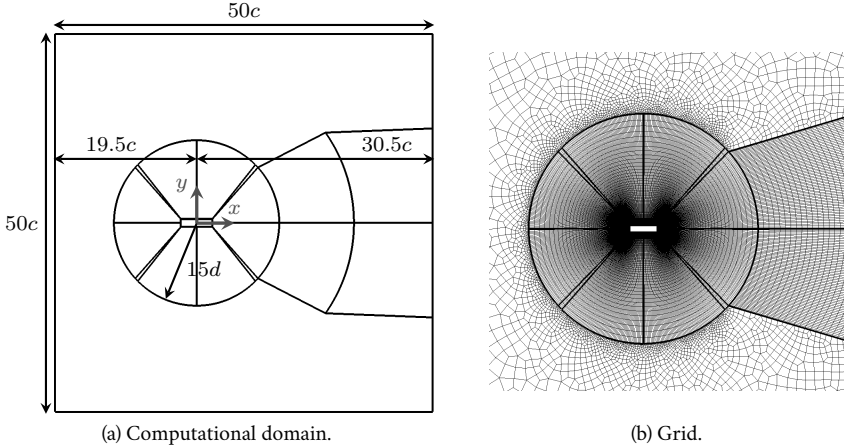 50c
19.5c
30.5c
y
x
50c
15d
(a) Computational domain.
(b) Grid.